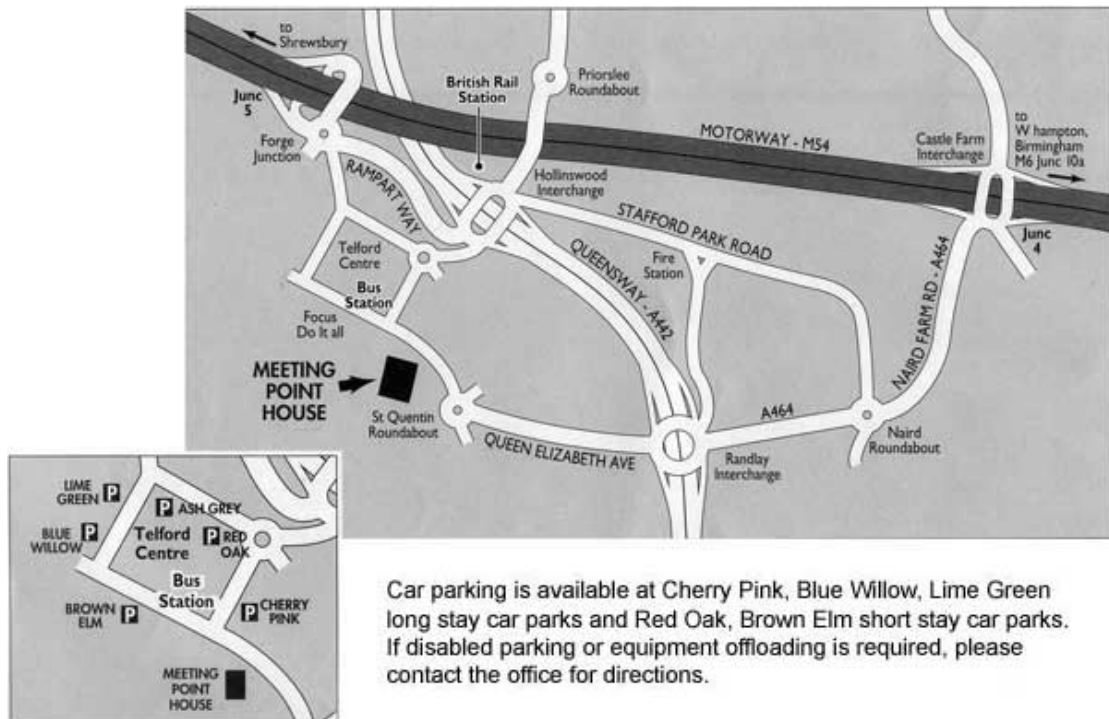 to
Shrewsbury
Junc
5
Forge
Junction
British Rail
Station
Priorslee
Roundabout
MOTORWAY - M54
Castle Farm
Interchange
to
W hampton,
Birmingham
M6 Junc 10a
Junc
4
RAMPART WAY
Hollinswood
Interchange
STAFFORD PARK ROAD
Telford
Centre
Bus
Station
QUEENSWAY - A442
Fire
Station
NAIRD FARM RD - A464
Focus
Do It all
MEETING
POINT
HOUSE
St Quentin
Roundabout
QUEEN ELIZABETH AVE
A464
Randlay
Interchange
Naird
Roundabout
LIME
GREEN P
P ASH GREY
BLUE
WILLOW P
Telford
Centre
P RED
OAK
Bus
Station
BROWN
ELM P
P CHERRY
PINK
MEETING
POINT
HOUSE
Car parking is available at Cherry Pink, Blue Willow, Lime Green
long stay car parks and Red Oak, Brown Elm short stay car parks.
If disabled parking or equipment offloading is required, please
contact the office for directions.